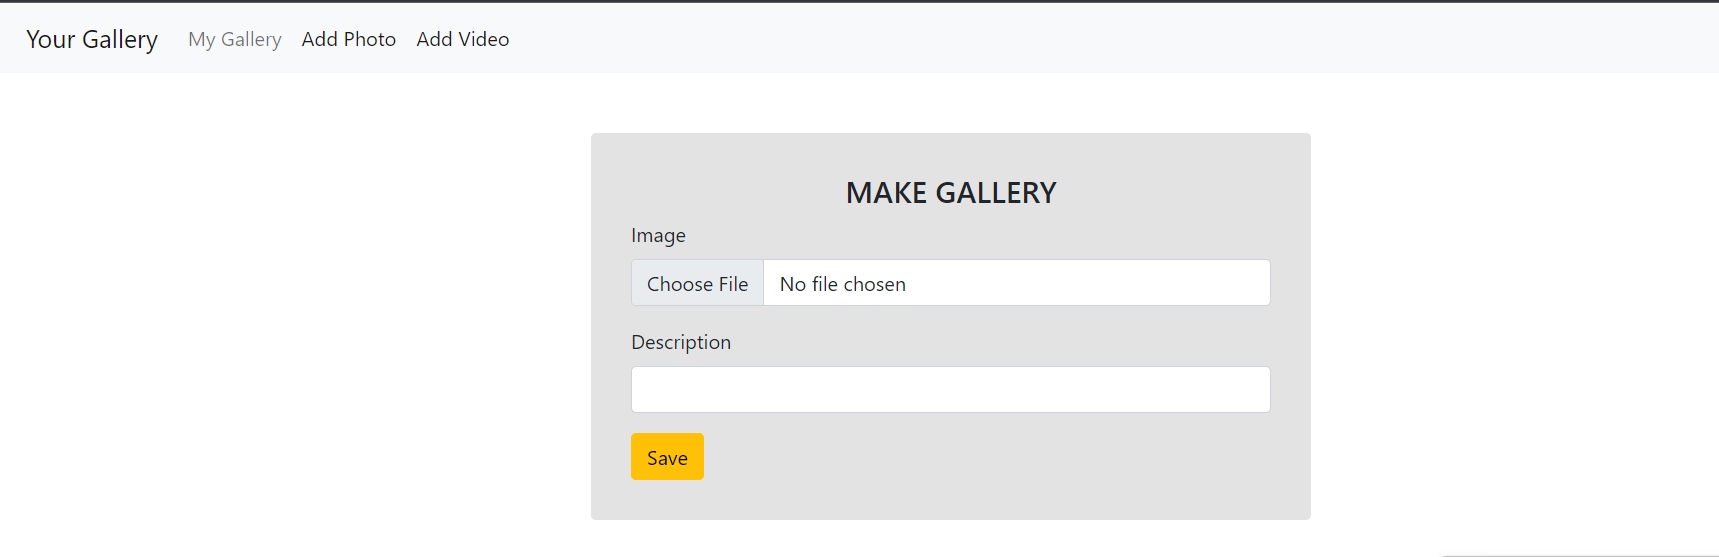 Your Gallery My Gallery Add Photo Add Video
MAKE GALLERY
Image
Choose File No file chosen
Description
Save